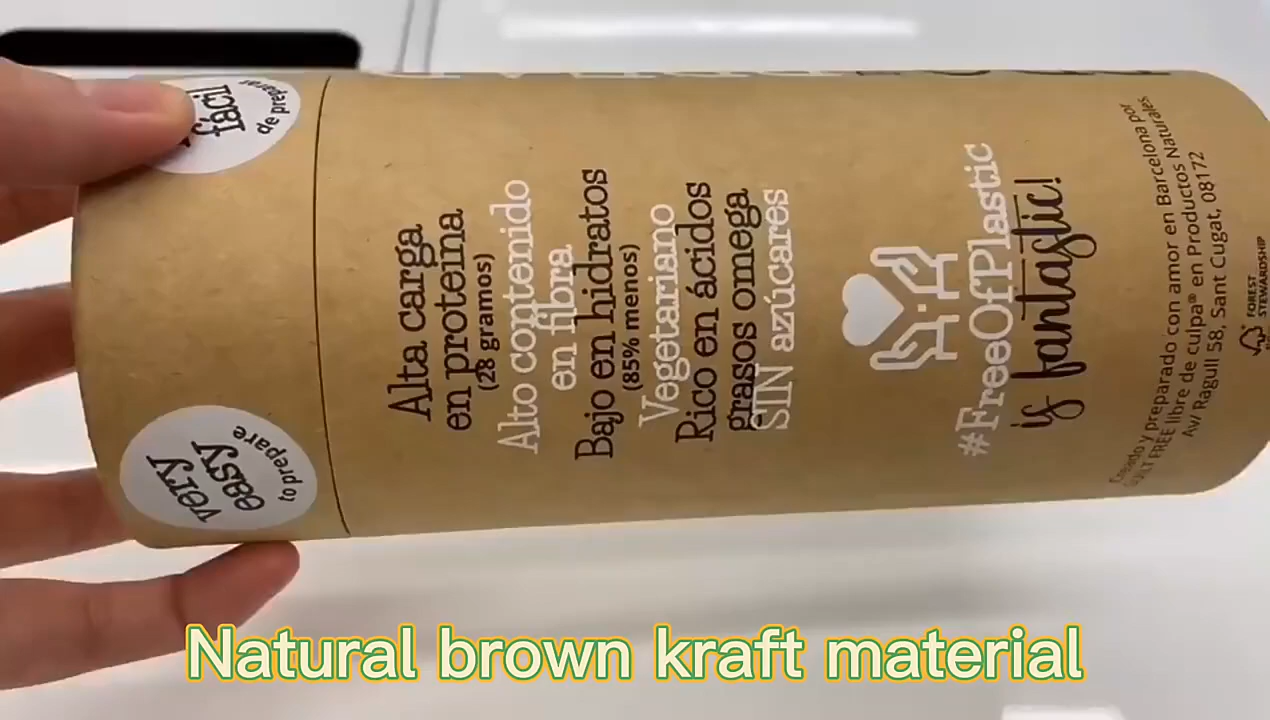 fácil
de preparar
very
easy
to prepare
Alta carga
en proteína
(28 gramos)
Alto contenido
en fibra
Bajo en hidratos
(85% menos)
Vegetariano
Rico en ácidos
grasos omega
SIN azúcares
#FreeOfPlastic
is fantastic!
Creado y preparado con amor en Barcelona por
GUILT FREE libre de culpa® en Productos Naturales
Av/ Ragull 58, Sant Cugat, 08172
FOREST
STEWARDSHIP
Natural brown kraft material